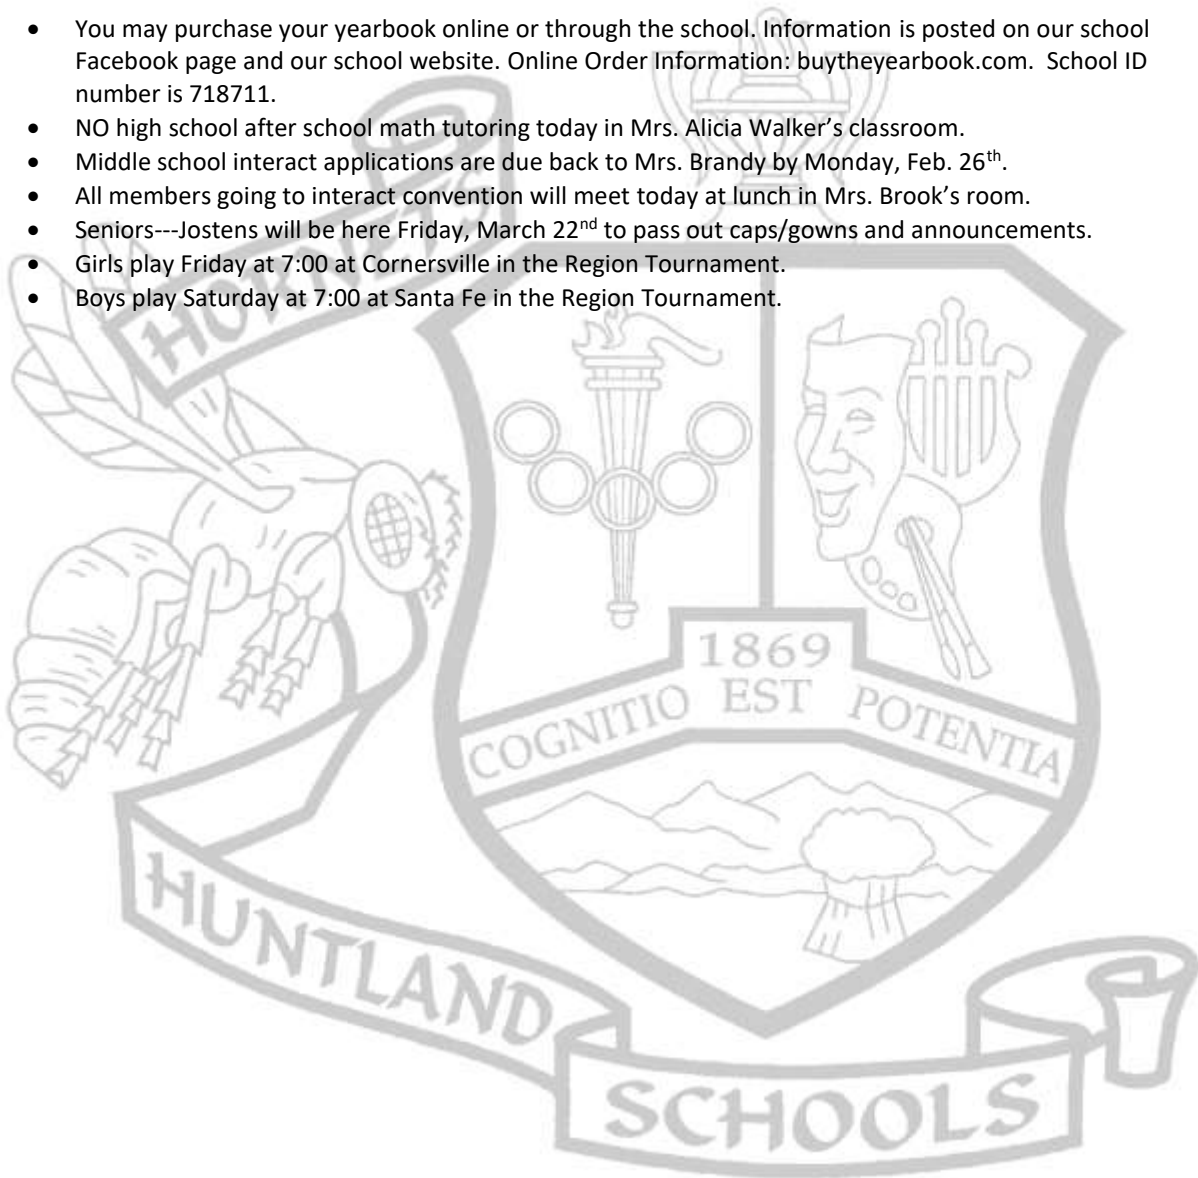 • You may purchase your yearbook online or through the school. Information is posted on our school
Facebook page and our school website. Online Order Information: buytheyearbook.com. School ID
number is 718711.
• NO high school after school math tutoring today in Mrs. Alicia Walker’s classroom.
• Middle school interact applications are due back to Mrs. Brandy by Monday, Feb. 26th.
• All members going to interact convention will meet today at lunch in Mrs. Brook’s room.
• Seniors---Jostens will be here Friday, March 22nd to pass out caps/gowns and announcements.
• Girls play Friday at 7:00 at Cornersville in the Region Tournament.
• Boys play Saturday at 7:00 at Santa Fe in the Region Tournament.
HORNETS
1869
COGNITIO EST POTENTIA
HUNTLAND
SCHOOLS